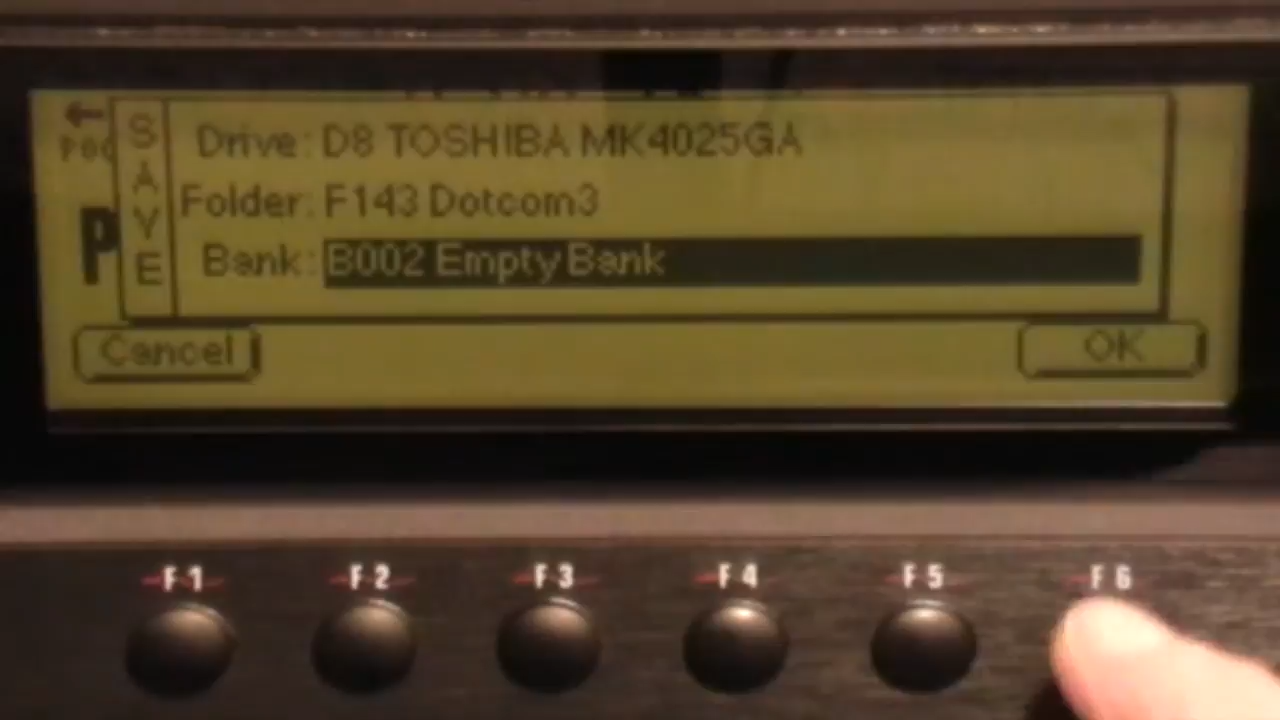 SAVE
Drive: D8 TOSHIBA MK4025GA
Folder: F143 Dotcom3
Bank: B002 Empty Bank
Cancel OK
F1 F2 F3 F4 F5 F6